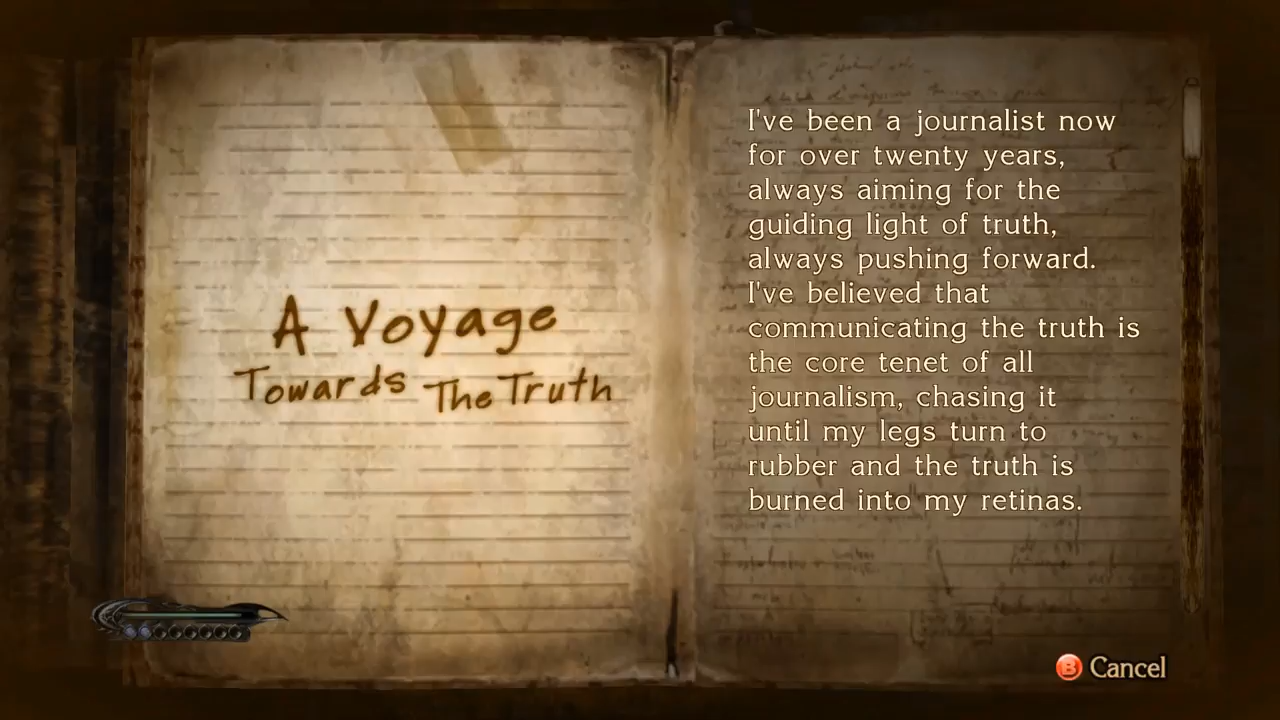 A Voyage
Towards The Truth
I've been a journalist now
for over twenty years,
always aiming for the
guiding light of truth,
always pushing forward.
I've believed that
communicating the truth is
the core tenet of all
journalism, chasing it
until my legs turn to
rubber and the truth is
burned into my retinas.
B Cancel